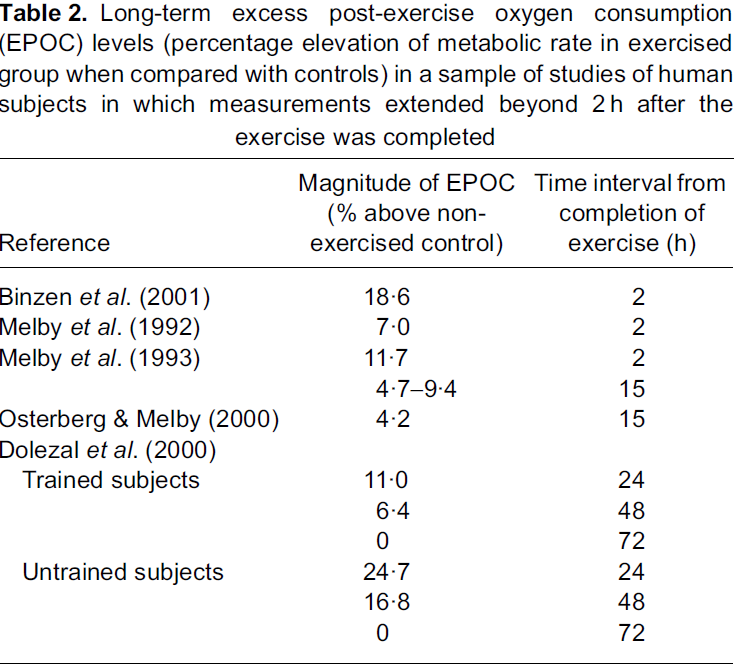 Table 2. Long-term excess post-exercise oxygen consumption
(EPOC) levels (percentage elevation of metabolic rate in exercised
group when compared with controls) in a sample of studies of human
subjects in which measurements extended beyond 2 h after the
exercise was completed
Reference Magnitude of EPOC (% above non-exercised control) Time interval from completion of exercise (h)
Binzen et al. (2001) 18·6 2
Melby et al. (1992) 7·0 2
Melby et al. (1993) 11·7 2
4·7–9·4 15
Osterberg & Melby (2000) 4·2 15
Dolezal et al. (2000)
Trained subjects 11·0 24
6·4 48
0 72
Untrained subjects 24·7 24
16·8 48
0 72